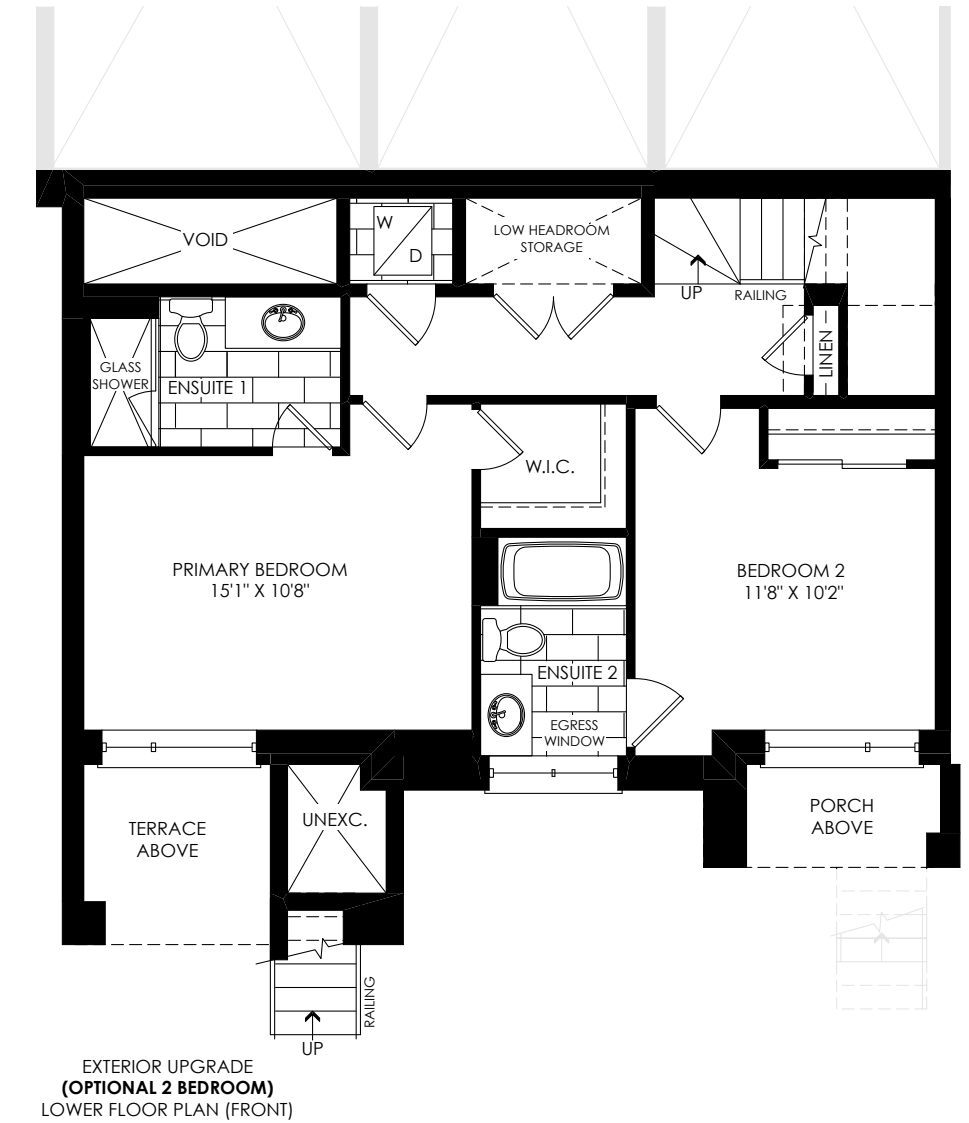 VOID
W
D
LOW HEADROOM
STORAGE
UP
RAILING
LINEN
GLASS
SHOWER
ENSUITE 1
W.I.C.
PRIMARY BEDROOM
15'1" X 10'8"
BEDROOM 2
11'8" X 10'2"
ENSUITE 2
EGRESS
WINDOW
TERRACE
ABOVE
UNEXC.
PORCH
ABOVE
RAILING
UP
EXTERIOR UPGRADE
(OPTIONAL 2 BEDROOM)
LOWER FLOOR PLAN (FRONT)